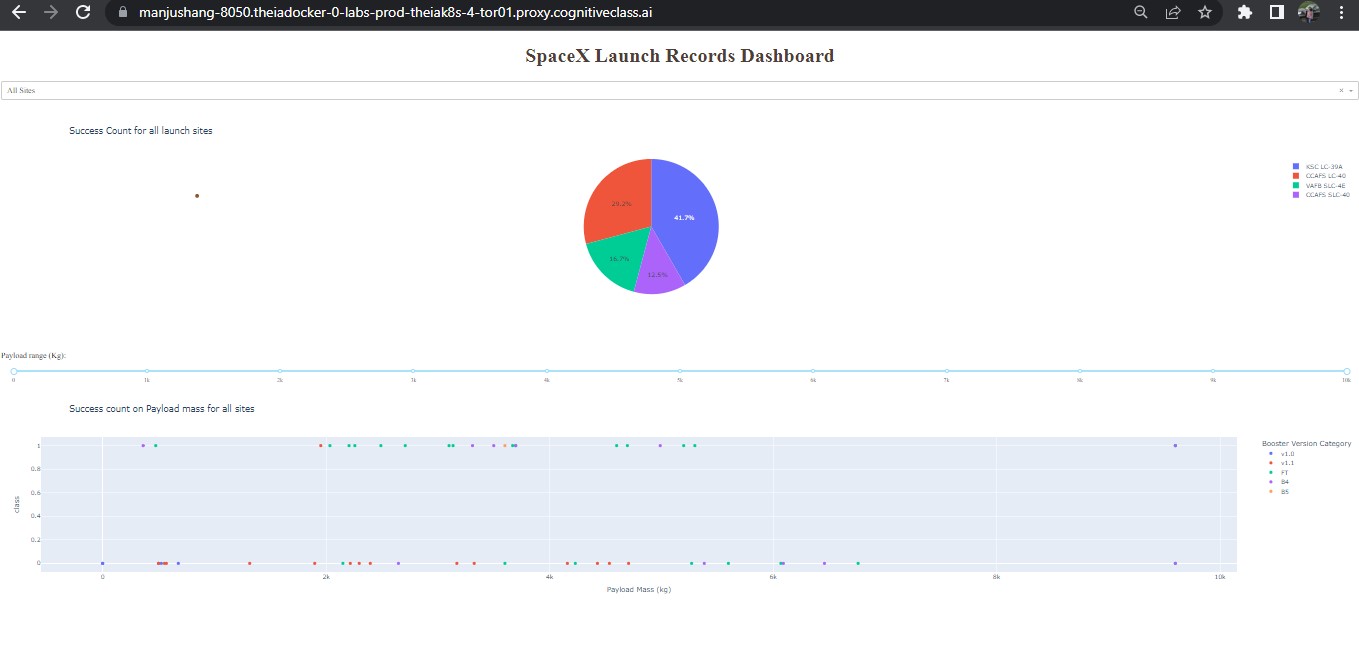 manjushang-8050.theiadocker-0-labs-prod-theiak8s-4-tor01.proxy.cognitiveclass.ai
SpaceX Launch Records Dashboard
All Sites
Success Count for all launch sites
KSC LC-39A
CCAFS LC-40
VAFB SLC-4E
CCAFS SLC-40
29.2%
41.7%
16.7%
12.5%
Payload range (Kg):
0 1k 2k 3k 4k 5k 6k 7k 8k 9k 10k
Success count on Payload mass for all sites
Booster Version Category
v1.0
v1.1
FT
B4
B5
class
1
0.8
0.6
0.4
0.2
0
0 2k 4k 6k 8k 10k
Payload Mass (kg)